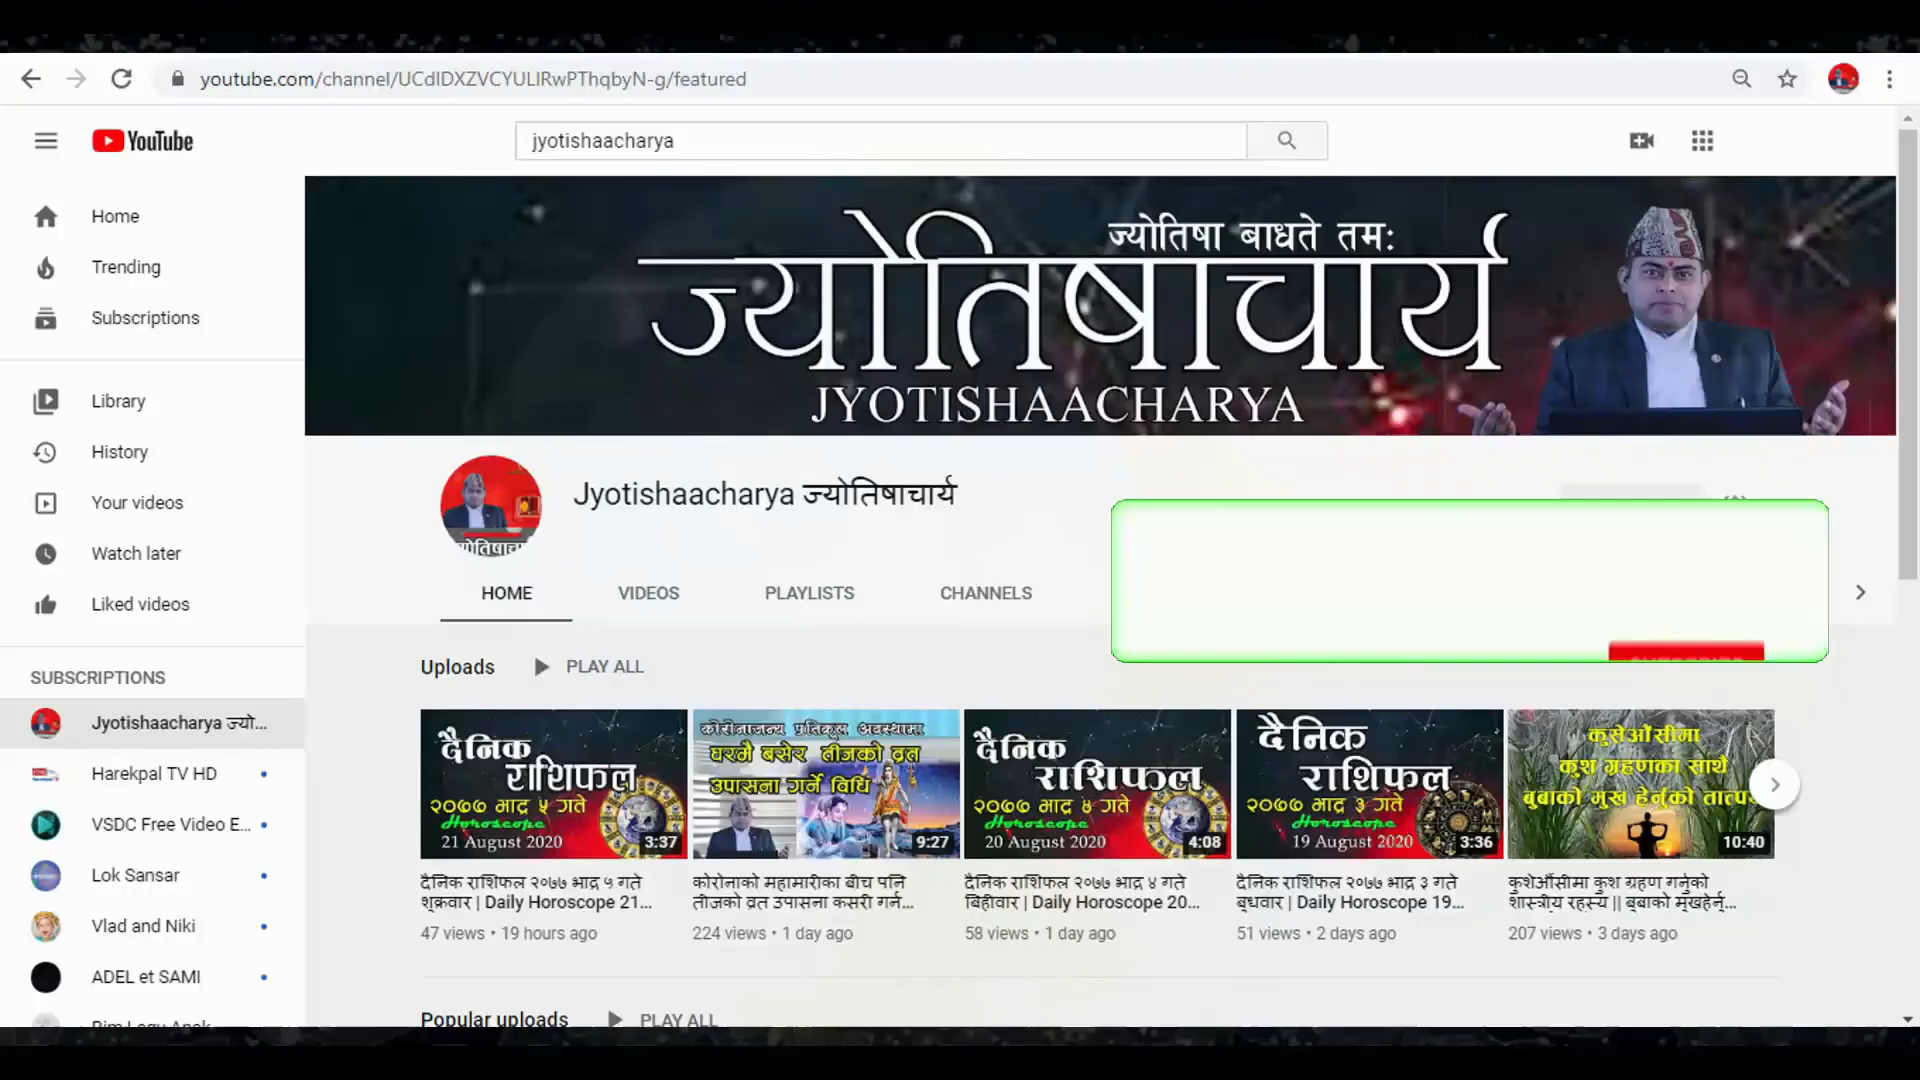 youtube.com/channel/UCdIDXZVCYULIRwPThqbyN-g/featured
YouTube
jyotishaacharya
Home
Trending
Subscriptions
Library
History
Your videos
Watch later
Liked videos
SUBSCRIPTIONS
Jyotishaacharya ज्यो...
Harekpal TV HD
VSDC Free Video E...
Lok Sansar
Vlad and Niki
ADEL et SAMI
ज्योतिषा बाधते तमः
ज्योतिषाचार्य
JYOTISHAACHARYA
Jyotishaacharya ज्योतिषाचार्य
HOME VIDEOS PLAYLISTS CHANNELS
Uploads PLAY ALL
दैनिक
राशिफल
२०७७ भाद्र ५ गते
Horoscope
21 August 2020
3:37
कोरोनाजन्य प्रतिकूल अवस्थामा
घरमै बसेर तीजको व्रत
उपासना गर्ने विधि
9:27
दैनिक
राशिफल
२०७७ भाद्र ४ गते
Horoscope
20 August 2020
4:08
दैनिक
राशिफल
२०७७ भाद्र ३ गते
Horoscope
19 August 2020
3:36
कुसेऔंसीमा
कुश ग्रहणका साथै
बुबाको मुख हेर्नुको
10:40
दैनिक राशिफल २०७७ भाद्र ५ गते
शुक्रवार | Daily Horoscope 21...
47 views • 19 hours ago
कोरोनाको महामारीका बीच पनि
तीजको व्रत उपासना कसरी गर्न...
224 views • 1 day ago
दैनिक राशिफल २०७७ भाद्र ४ गते
बिहीवार | Daily Horoscope 20...
58 views • 1 day ago
दैनिक राशिफल २०७७ भाद्र ३ गते
बुधवार | Daily Horoscope 19...
51 views • 2 days ago
कुशेऔंसीमा कुश ग्रहण गर्नुको
शास्त्रीय रहस्य || बुबाको मुखहेर्नु...
207 views • 3 days ago
Popular uploads PLAY ALL